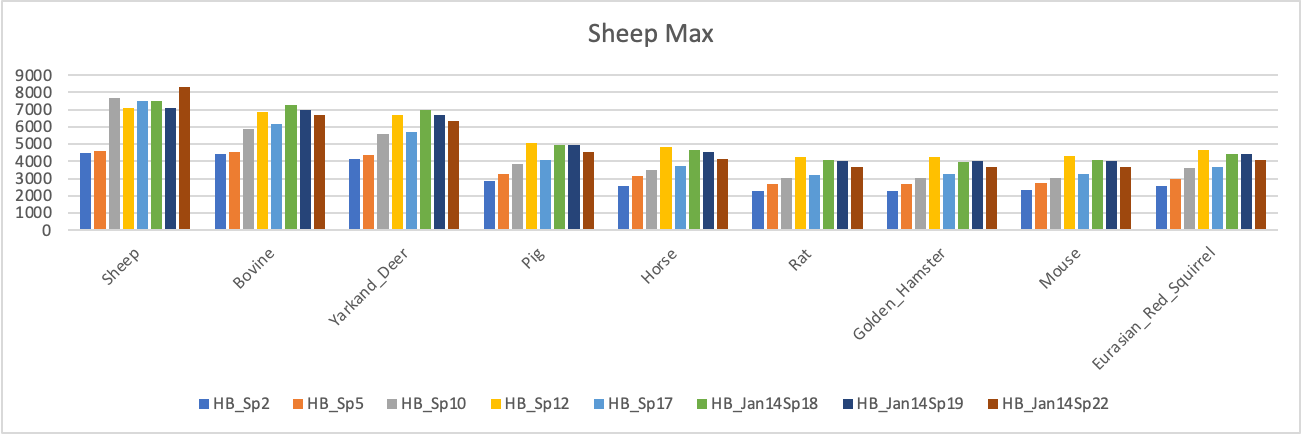 Sheep Max
9000
8000
7000
6000
5000
4000
3000
2000
1000
0
Sheep
Bovine
Yarkand_Deer
Pig
Horse
Rat
Golden_Hamster
Mouse
Eurasian_Red_Squirrel
HB_Sp2 HB_Sp5 HB_Sp10 HB_Sp12 HB_Sp17 HB_Jan14Sp18 HB_Jan14Sp19 HB_Jan14Sp22